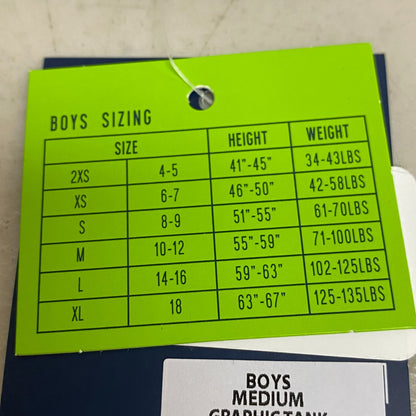 BOYS SIZING
SIZE HEIGHT WEIGHT
2XS 4-5 41"-45" 34-43LBS
XS 6-7 46"-50" 42-58LBS
S 8-9 51"-55" 61-70LBS
M 10-12 55"-59" 71-100LBS
L 14-16 59"-63" 102-125LBS
XL 18 63"-67" 125-135LBS
BOYS
MEDIUM
GRAPHIC TANK